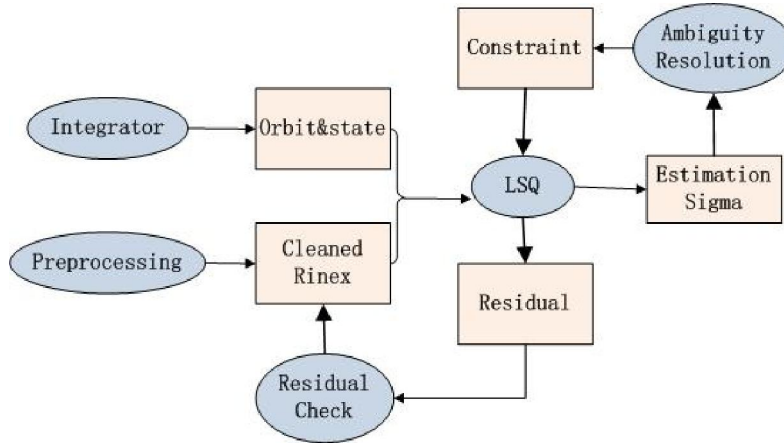 Constraint
Ambiguity
Resolution
Integrator
Orbit&state
LSQ
Estimation
Sigma
Preprocessing
Cleaned
Rinex
Residual
Residual
Check